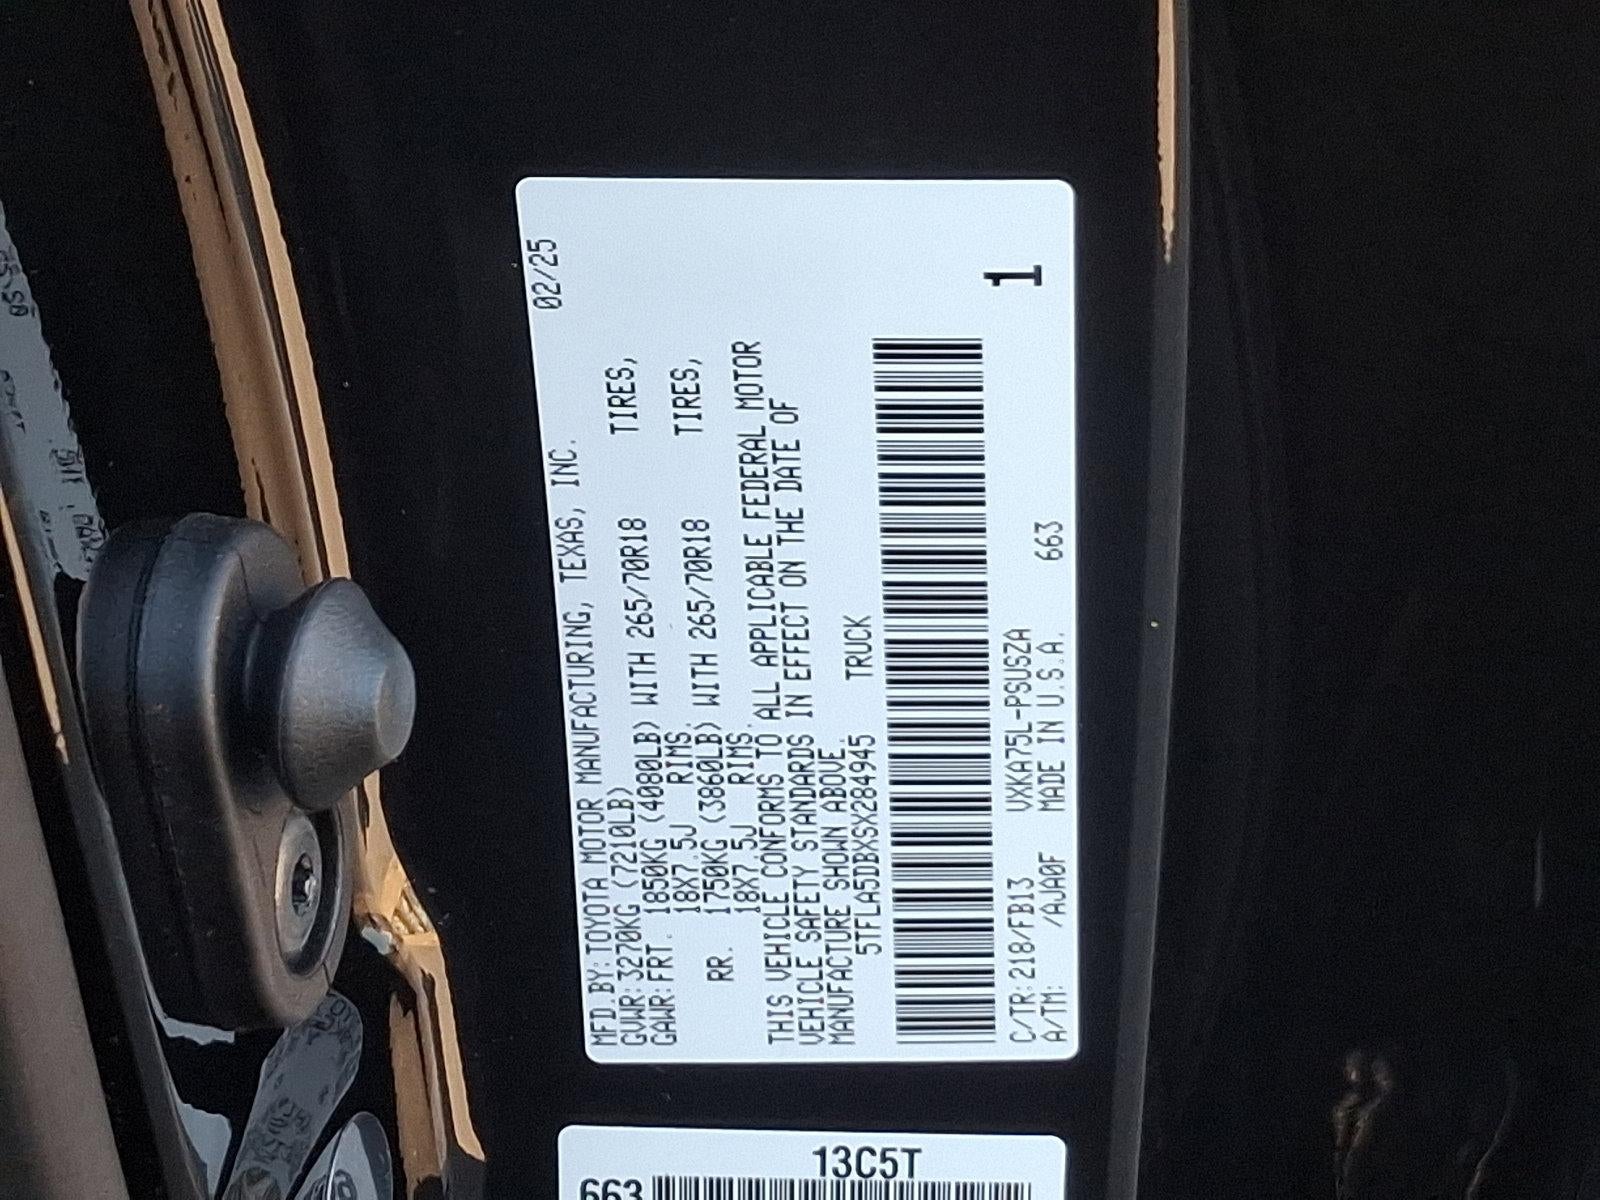 02/25
MFD.BY:TOYOTA MOTOR MANUFACTURING, TEXAS, INC.
GVWR:3270KG (7210LB)
GAWR:FRT. 1850KG (4080LB) WITH 265/70R18 TIRES,
18X7.5J RIMS.
RR. 1750KG (3860LB) WITH 265/70R18 TIRES,
18X7.5J RIMS.
THIS VEHICLE CONFORMS TO ALL APPLICABLE FEDERAL MOTOR
VEHICLE SAFETY STANDARDS IN EFFECT ON THE DATE OF
MANUFACTURE SHOWN ABOVE.
5TFLA5DBXSX284945 TRUCK
1
C/TR:218/FB13 VXKA75L-PSUSZA
A/TM: /AJA0F MADE IN U.S.A. 663
13C5T
663